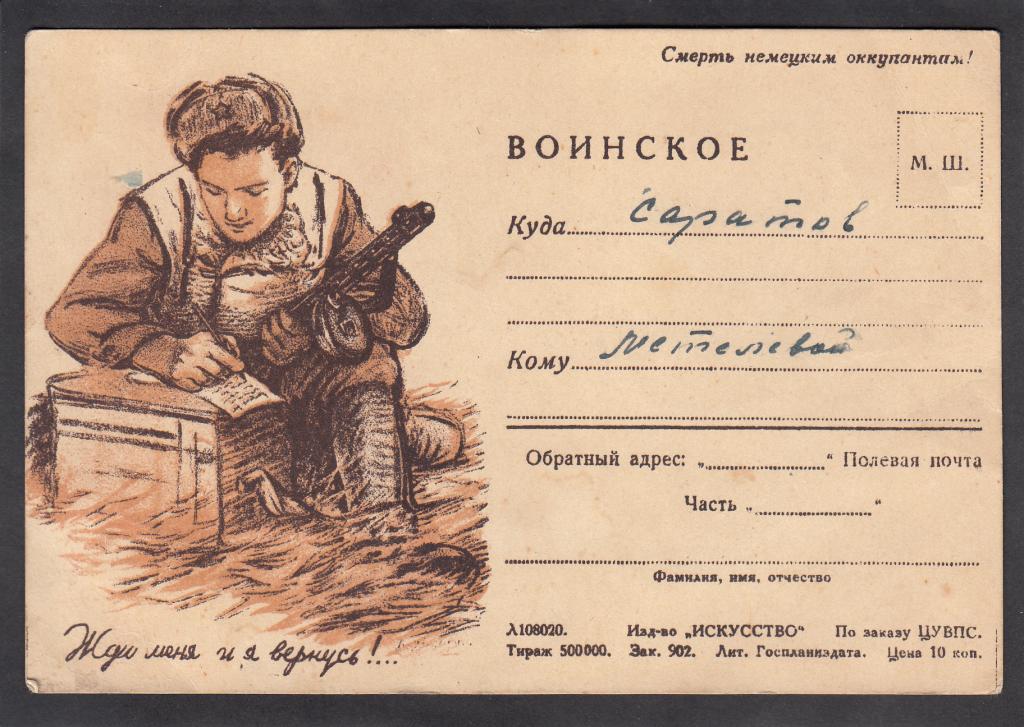 Смерть немецким оккупантам!
ВОИНСКОЕ
М. Ш.
Куда Саратов
Кому Метелевой
Обратный адрес: „ “ Полевая почта
Часть „ “
Фамилия, имя, отчество
Жди меня и я вернусь!...
Л108020. Изд-во „ИСКУССТВО“ По заказу ЦУВПС.
Тираж 500000. Зак. 902. Лит. Госпланиздата. Цена 10 коп.